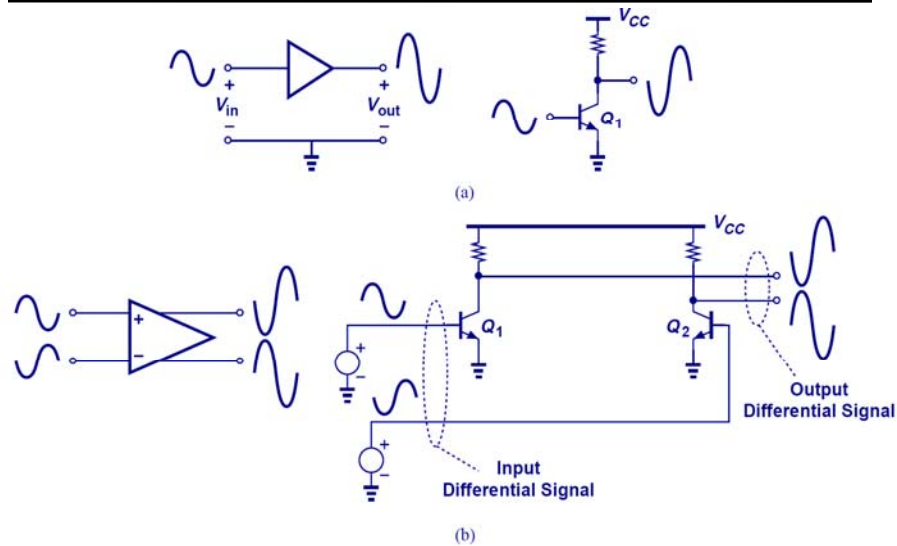 V_CC
+ +
V_in V_out Q_1
− −
(a)
V_CC
+
−
Q_1 Q_2
+
−
+
−
Output
Differential Signal
Input
Differential Signal
(b)